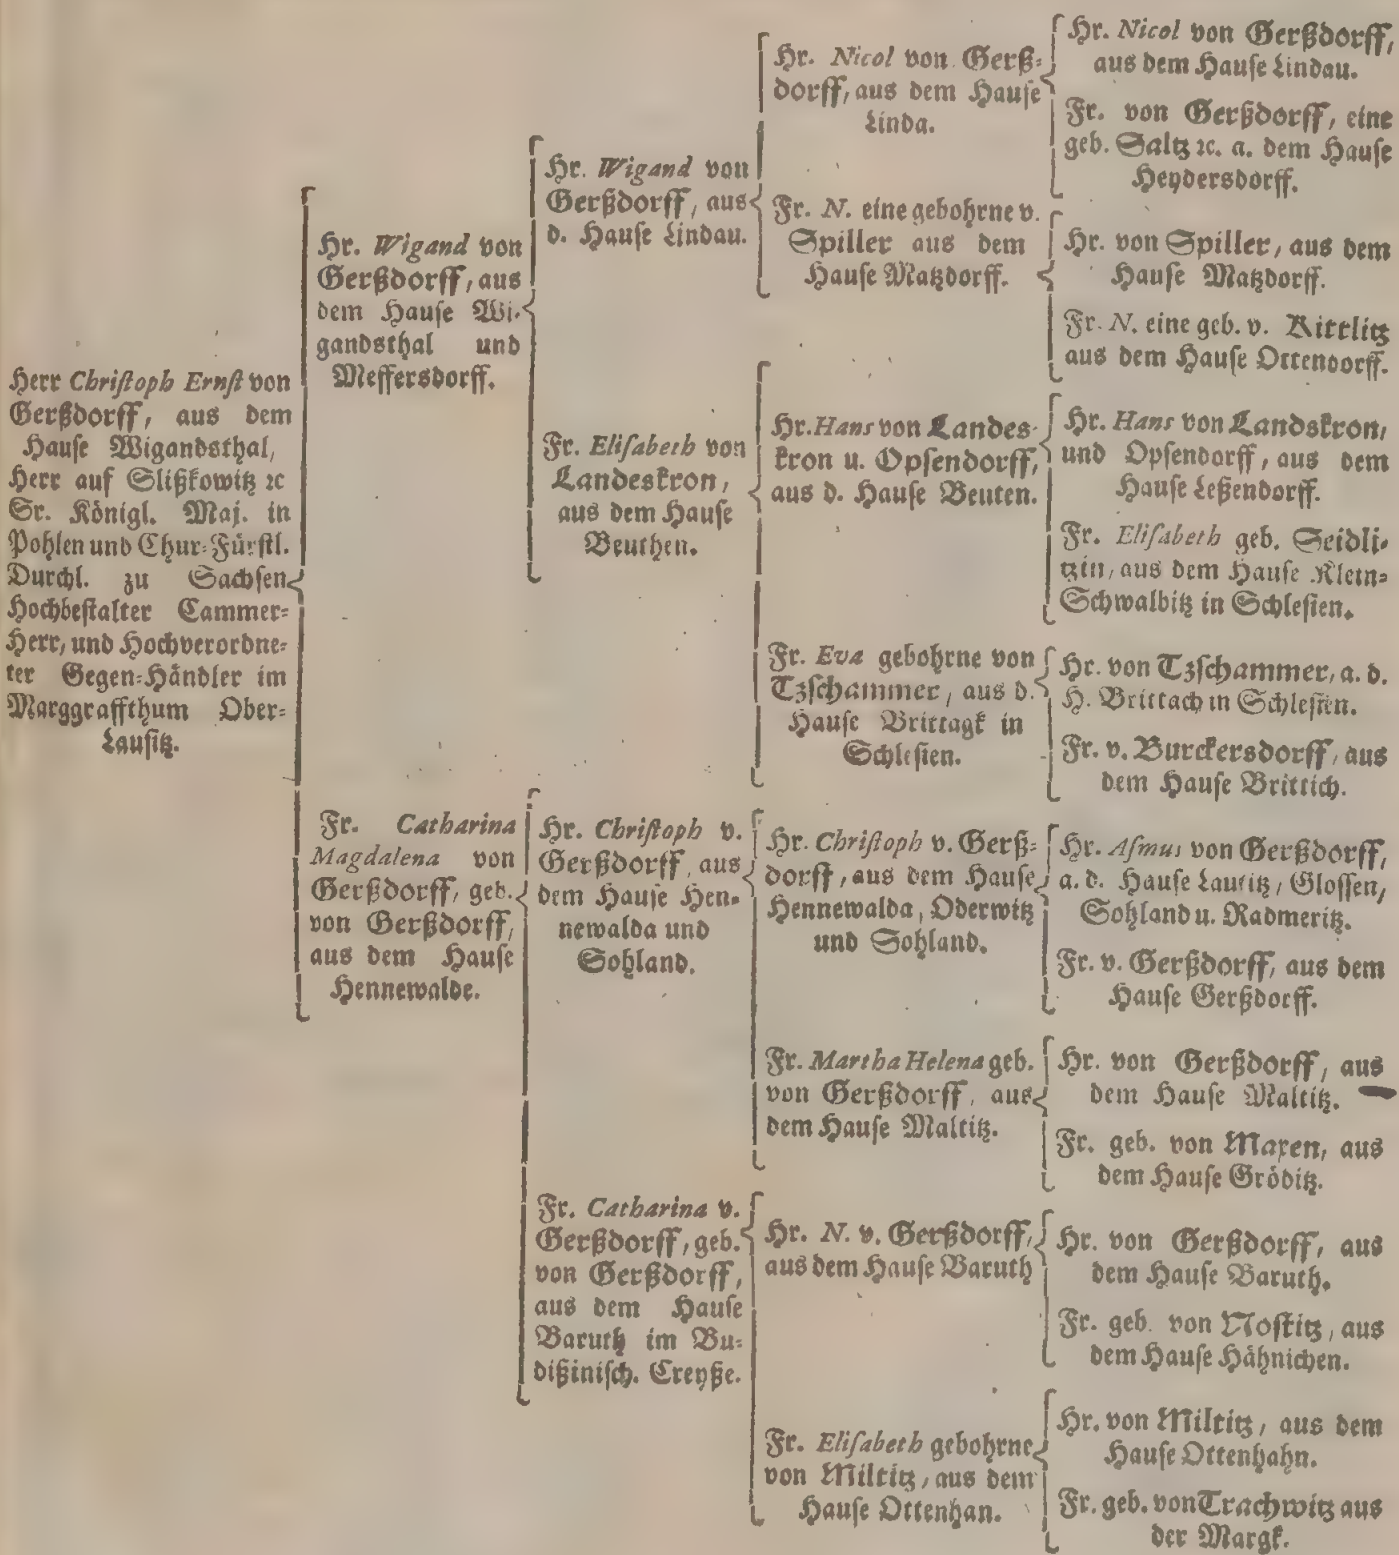 Herr Christoph Ernst von
Gerßdorff, aus dem
Hause Wigandsthal,
Herr auf Slißkowitz ꝛc
Sr. Königl. Maj. in
Pohlen und Chur-Fürstl.
Durchl. zu Sachsen
Hochbestalter Cammer-
Herr, und Hochverordne-
ter Gegen-Händler im
Marggraffthum Ober-
Lausitz.
Hr. Wigand von
Gerßdorff, aus
dem Hause Wi-
gandsthal und
Meffersdorff.
Fr. Catharina
Magdalena von
Gerßdorff, geb.
von Gerßdorff,
aus dem Hause
Hennewalde.
Hr. Wigand von
Gerßdorff, aus
d. Hause Lindau.
Fr. Elisabeth von
Landeskron,
aus dem Hause
Beuthen.
Hr. Christoph v.
Gerßdorff, aus
dem Hause Hen-
newalda und
Sohland.
Fr. Catharina v.
Gerßdorff, geb.
von Gerßdorff,
aus dem Hause
Baruth im Bu-
dißinisch. Creyße.
Hr. Nicol von Gerß-
dorff, aus dem Hause
Linda.
Fr. N. eine gebohrne v.
Spiller aus dem
Hause Matzdorff.
Hr. Hans von Landes-
kron u. Opsendorff,
aus d. Hause Beuten.
Fr. Eva gebohrne von
Tzschammer, aus d.
Hause Brittagk in
Schlesien.
Hr. Christoph v. Gerß-
dorff, aus dem Hause
Hennewalda, Oderwitz
und Sohland.
Fr. Martha Helena geb.
von Gerßdorff, aus
dem Hause Maltitz.
Hr. N. v. Gerßdorff,
aus dem Hause Baruth
Fr. Elisabeth gebohrne
von Miltitz, aus dem
Hause Ottenhan.
Hr. Nicol von Gerßdorff,
aus dem Hause Lindau.
Fr. von Gerßdorff, eine
geb. Saltz ꝛc. a. dem Hause
Heydersdorff.
Hr. von Spiller, aus dem
Hause Matzdorff.
Fr. N. eine geb. v. Kittlitz
aus dem Hause Ottendorff.
Hr. Hans von Landskron,
und Opsendorff, aus dem
Hause Leßendorff.
Fr. Elisabeth geb. Seidli-
tzin, aus dem Hause Klein-
Schwalbitz in Schlesien.
Hr. von Tzschammer, a. d.
H. Brittach in Schlesien.
Fr. v. Burckersdorff, aus
dem Hause Brittich.
Hr. Asmus von Gerßdorff,
a. d. Hause Lautitz, Glossen,
Sohland u. Radmeritz.
Fr. v. Gerßdorff, aus dem
Hause Gerßdorff.
Hr. von Gerßdorff, aus
dem Hause Maltitz.
Fr. geb. von Maxen, aus
dem Hause Gröditz.
Hr. von Gerßdorff, aus
dem Hause Baruth.
Fr. geb. von Nostitz, aus
dem Hause Hähnichen.
Hr. von Miltitz, aus dem
Hause Ottenhahn.
Fr. geb. von Trachwitz aus
der Margk.